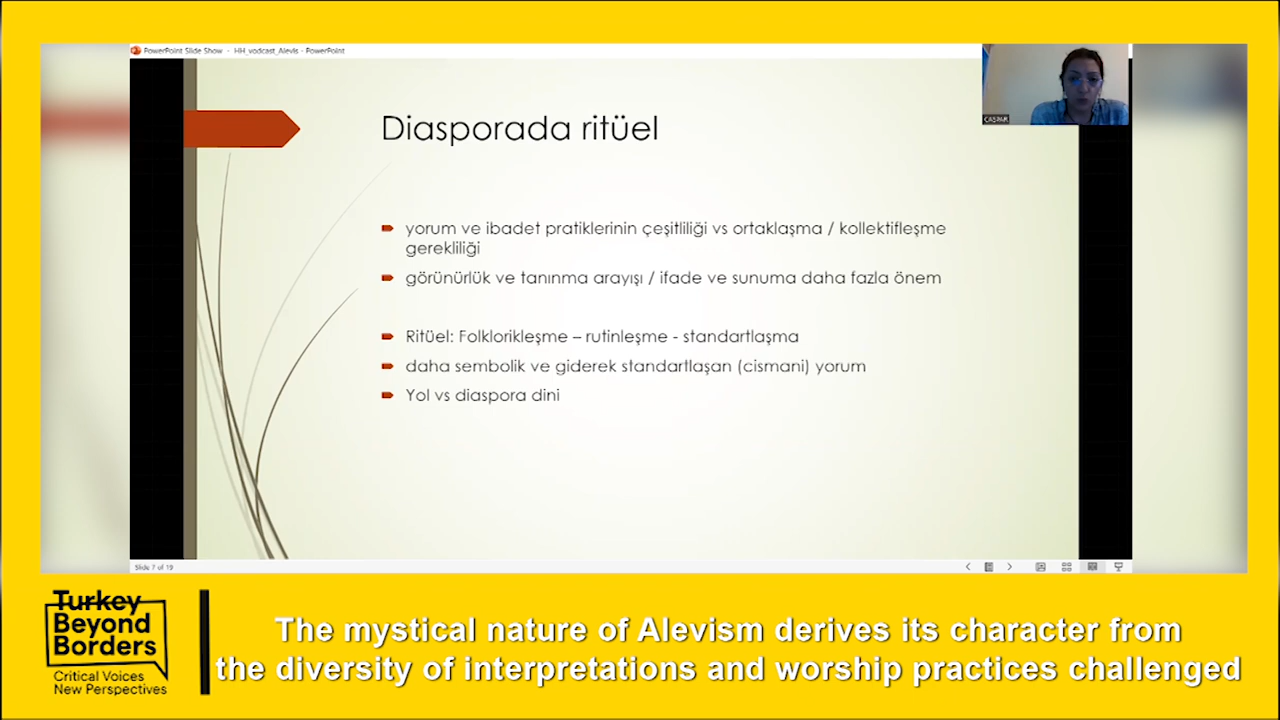 PowerPoint Slide Show - HH_vodcast_Alevis - PowerPoint
CASPAR
Diasporada ritüel
yorum ve ibadet pratiklerinin çeşitliliği vs ortaklaşma / kollektifleşme
gerekliliği
görünürlük ve tanınma arayışı / ifade ve sunuma daha fazla önem
Ritüel: Folklorikleşme – rutinleşme - standartlaşma
daha sembolik ve giderek standartlaşan (cismani) yorum
Yol vs diaspora dini
Slide 7 of 19
Turkey
Beyond
Borders
Critical Voices
New Perspectives
The mystical nature of Alevism derives its character from
the diversity of interpretations and worship practices challenged